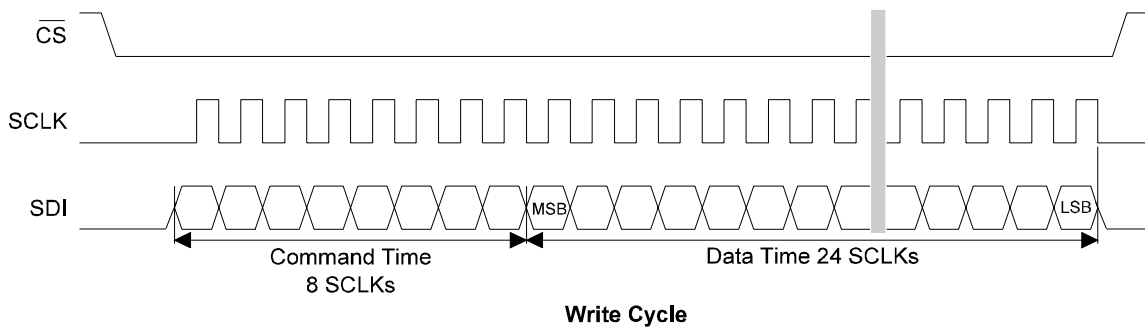 CS
SCLK
SDI
MSB
LSB
Command Time
8 SCLKs
Data Time 24 SCLKs
Write Cycle